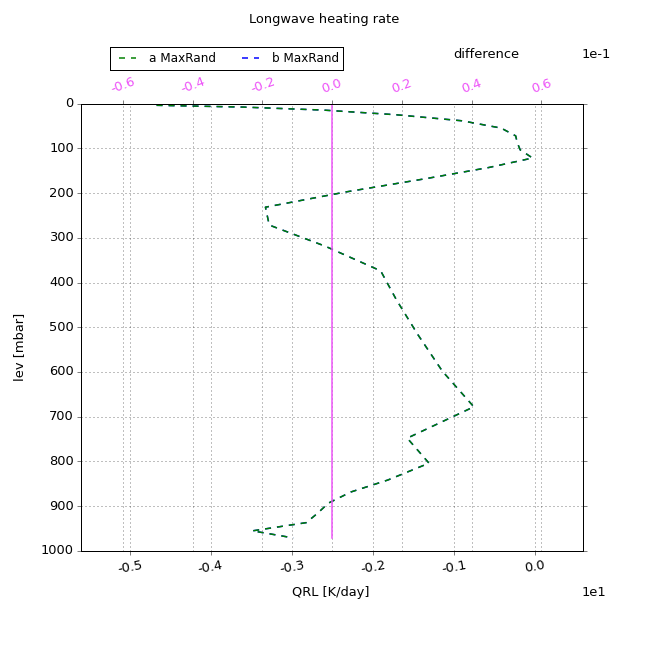 Longwave heating rate
a MaxRand b MaxRand difference 1e-1
-0.6 -0.4 -0.2 0.0 0.2 0.4 0.6
0
100
200
300
400
500
600
700
800
900
1000
lev [mbar]
-0.5 -0.4 -0.3 -0.2 -0.1 0.0
QRL [K/day] 1e1